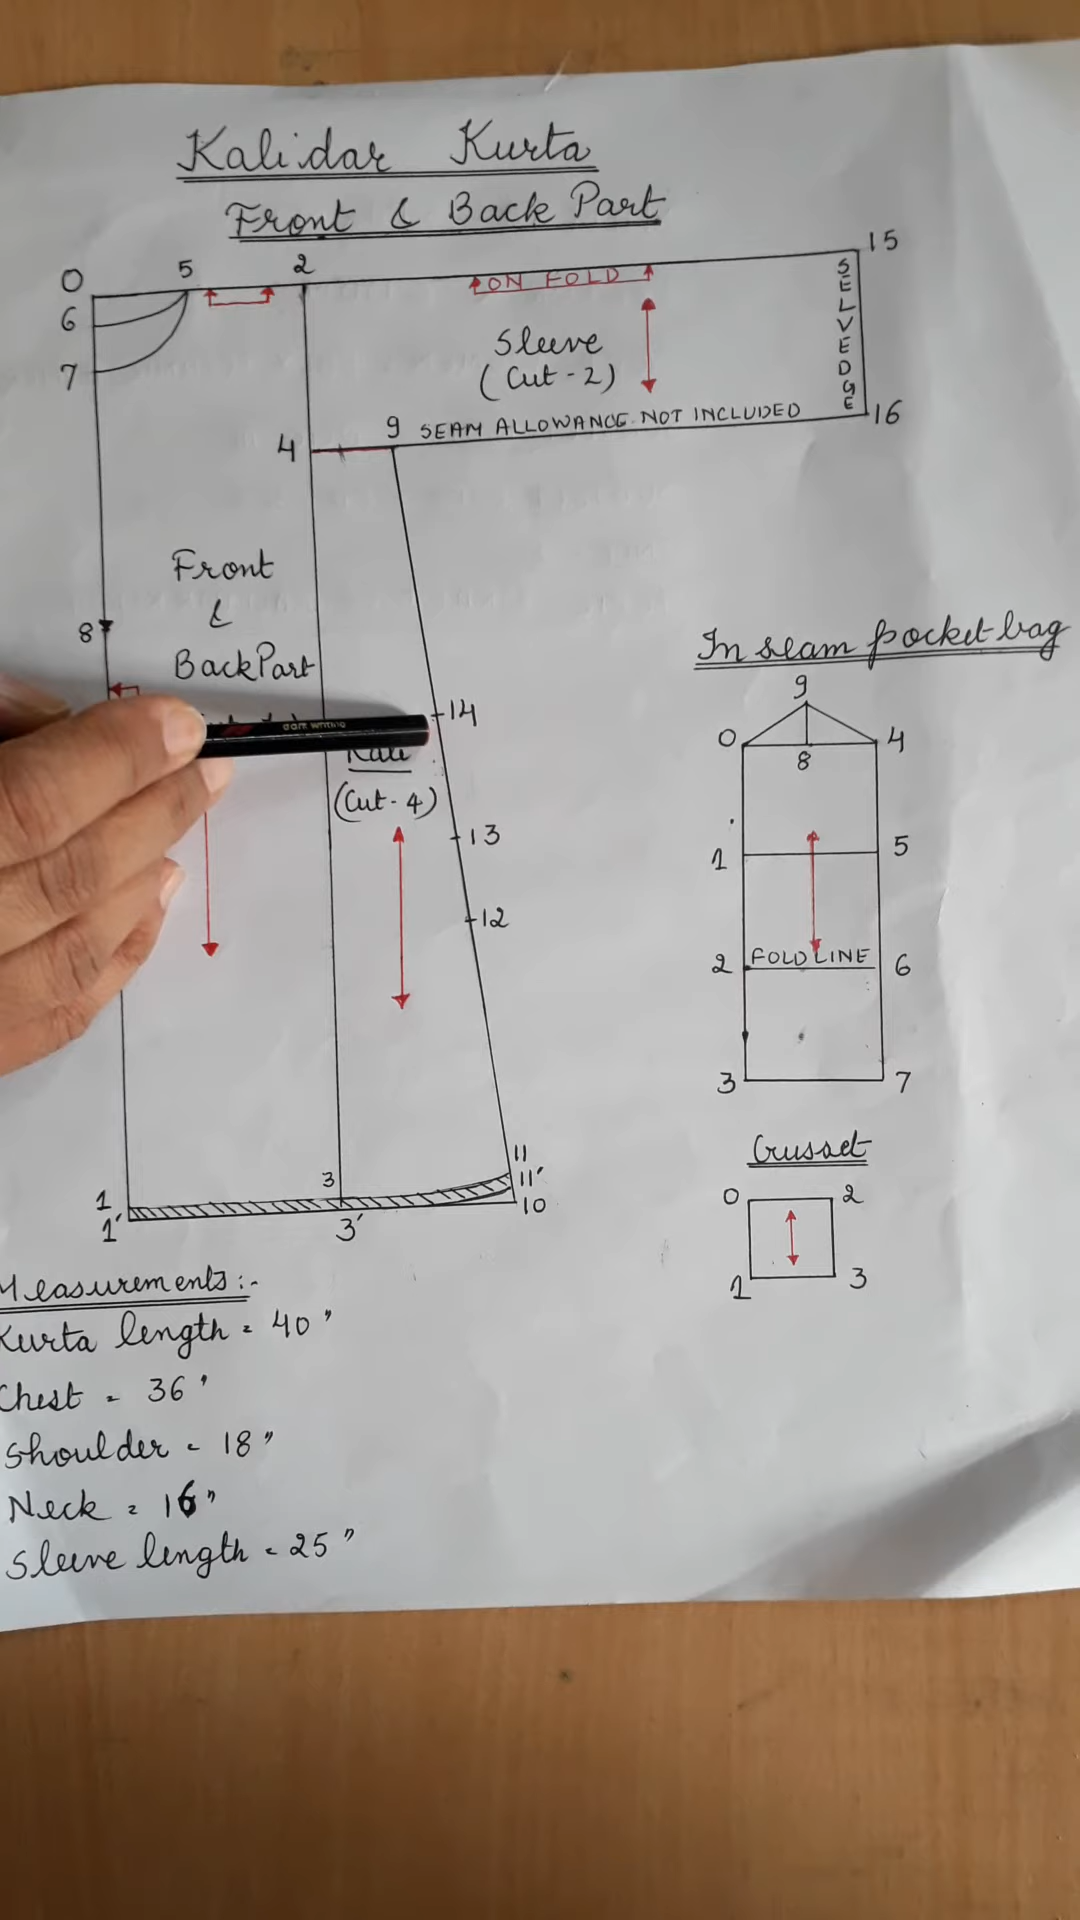 Kalidar Kurta
Front & Back Part
0
5
2
15
6
7
ON FOLD
SELVEDGE
Sleeve
(Cut-2)
4
9
SEAM ALLOWANCE NOT INCLUDED
16
Front
&
Back Part
8
14
Kali
(Cut-4)
13
12
11
11'
10
3
3'
1
1'
In seam pocket bag
9
0
8
4
1
5
2
FOLD LINE
6
3
7
Gusset
0
2
1
3
Measurements:-
Kurta length = 40"
Chest = 36"
Shoulder = 18"
Neck = 16"
Sleeve length = 25"